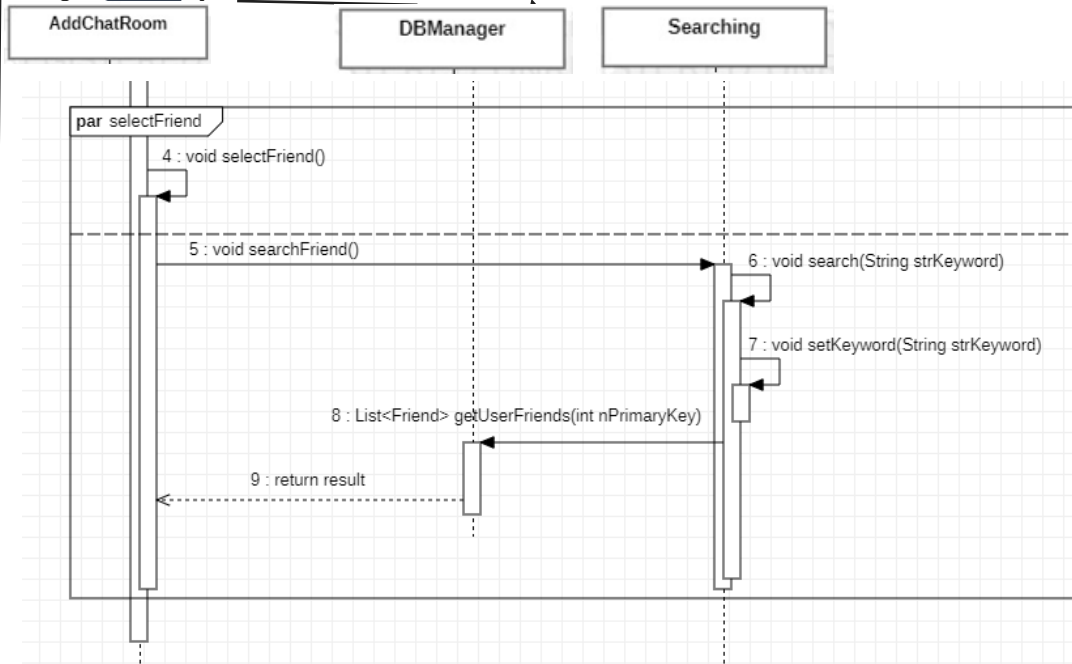 AddChatRoom
DBManager
Searching
par selectFriend
4 : void selectFriend()
5 : void searchFriend()
6 : void search(String strKeyword)
7 : void setKeyword(String strKeyword)
8 : List<Friend> getUserFriends(int nPrimaryKey)
9 : return result